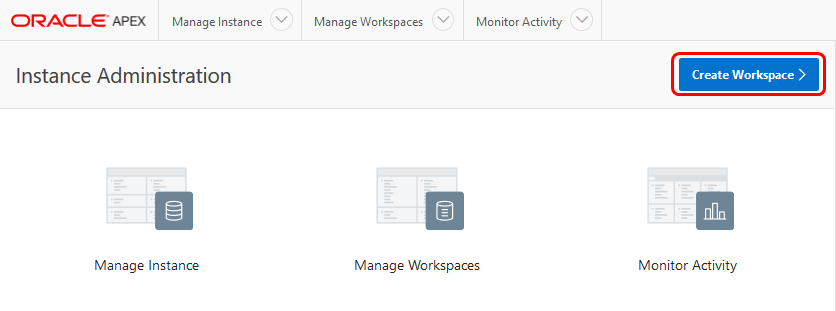 ORACLE APEX Manage Instance Manage Workspaces Monitor Activity
Instance Administration Create Workspace
Manage Instance Manage Workspaces Monitor Activity